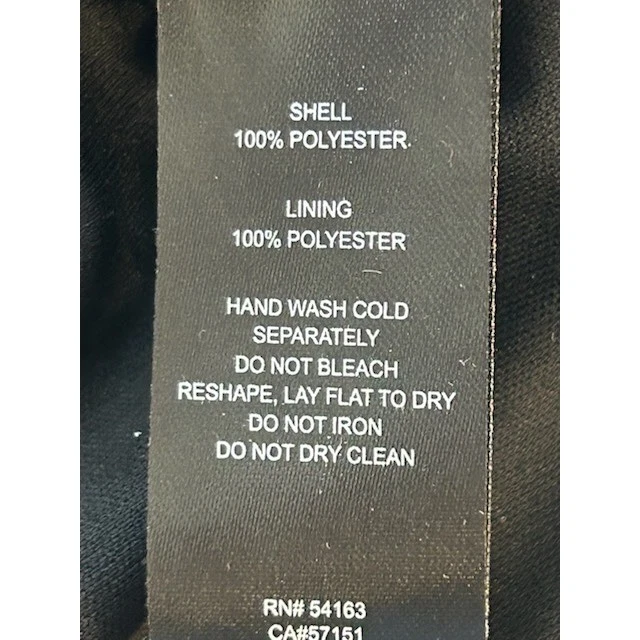 SHELL
100% POLYESTER
LINING
100% POLYESTER
HAND WASH COLD
SEPARATELY
DO NOT BLEACH
RESHAPE, LAY FLAT TO DRY
DO NOT IRON
DO NOT DRY CLEAN
RN# 54163
CA#57151